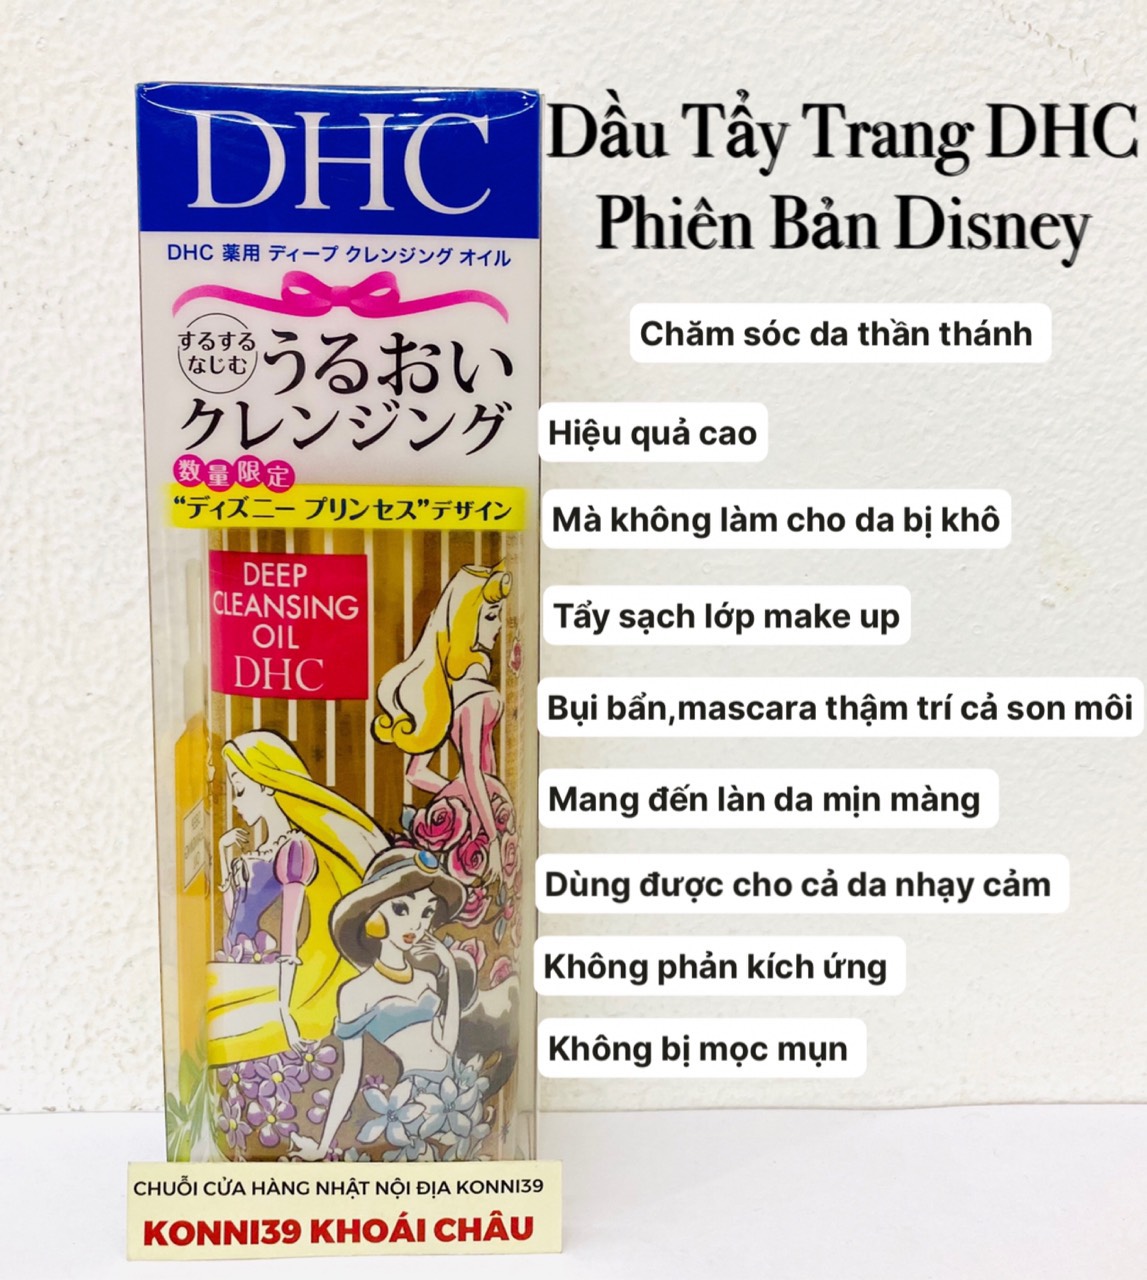 DHC
DHC 薬用 ディープ クレンジング オイル
するする
なじむ
うるおい
クレンジング
数量限定
“ディズニー プリンセス”デザイン
DEEP
CLEANSING
OIL
DHC
Dầu Tẩy Trang DHC
Phiên Bản Disney
Chăm sóc da thần thánh
Hiệu quả cao
Mà không làm cho da bị khô
Tẩy sạch lớp make up
Bụi bẩn,mascara thậm trí cả son môi
Mang đến làn da mịn màng
Dùng được cho cả da nhạy cảm
Không phản kích ứng
Không bị mọc mụn
CHUỖI CỬA HÀNG NHẬT NỘI ĐỊA KONNI39
KONNI39 KHOÁI CHÂU